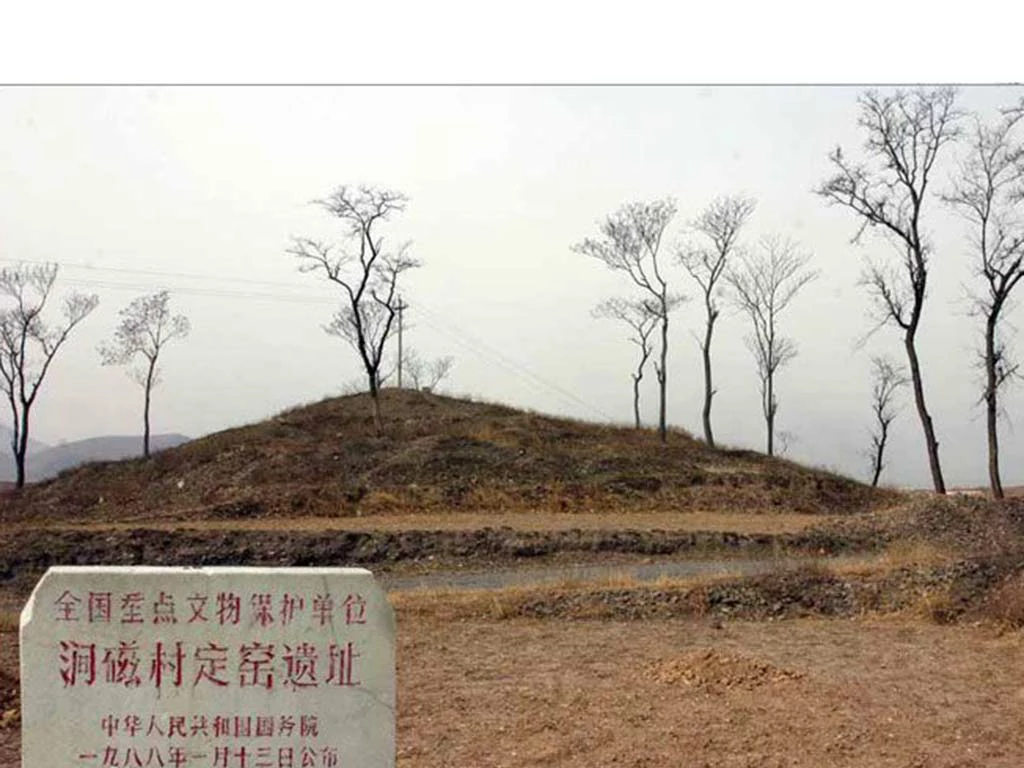 全国重点文物保护单位
涧磁村定窑遗址
中华人民共和国国务院
一九八八年一月十三日公布